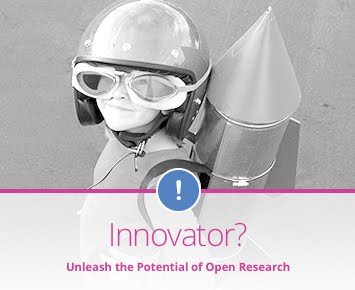 !
Innovator?
Unleash the Potential of Open Research